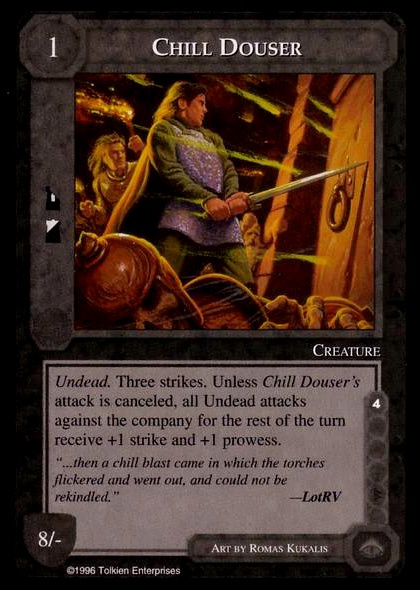 1
CHILL DOUSER
CREATURE
Undead. Three strikes. Unless Chill Douser's
attack is canceled, all Undead attacks
against the company for the rest of the turn
receive +1 strike and +1 prowess.
4
"...then a chill blast came in which the torches
flickered and went out, and could not be
rekindled." —LotRV
8/-
ART BY ROMAS KUKALIS
©1996 Tolkien Enterprises